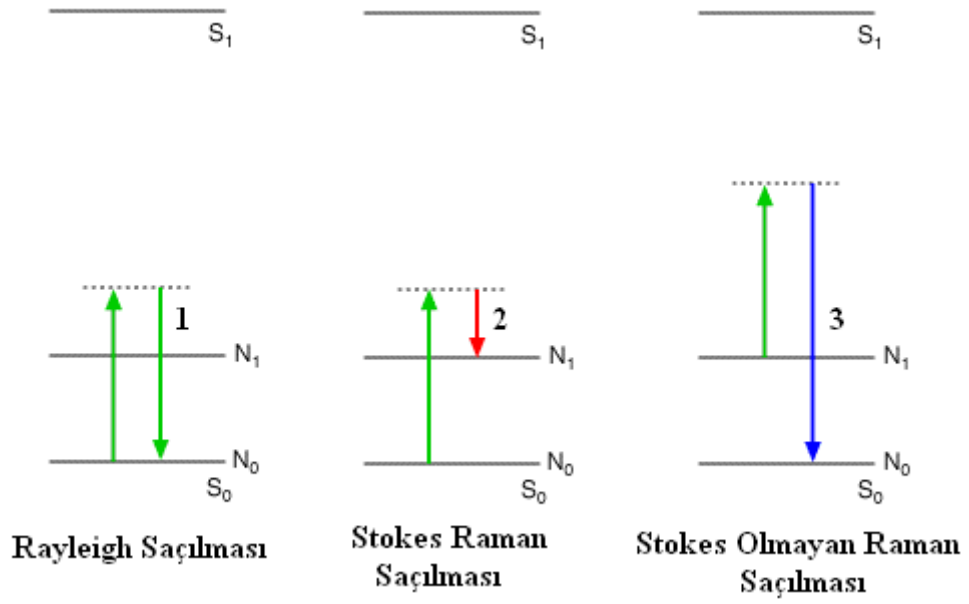 S₁ S₁ S₁
1 2 3
N₁ N₁ N₁
N₀ N₀ N₀
S₀ S₀ S₀
Rayleigh Saçılması
Stokes Raman
Saçılması
Stokes Olmayan Raman
Saçılması